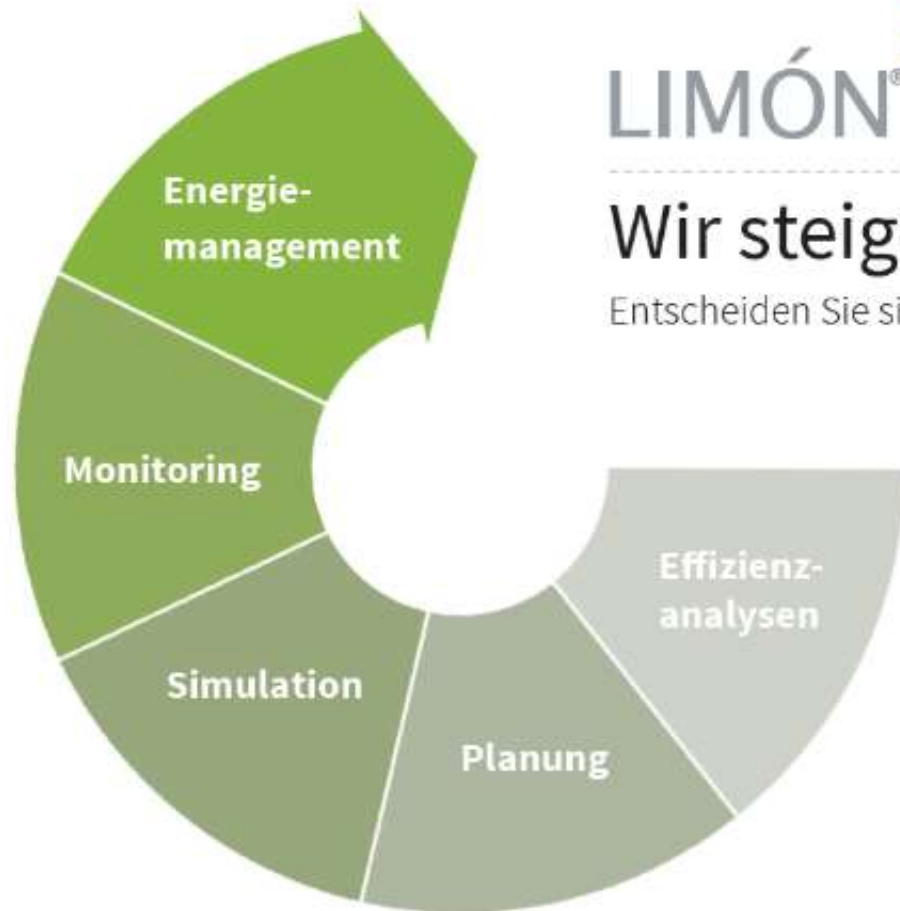 LIMÓN®
Wir steig
Entscheiden Sie si
Energie-
management
Monitoring
Simulation
Planung
Effizienz-
analysen